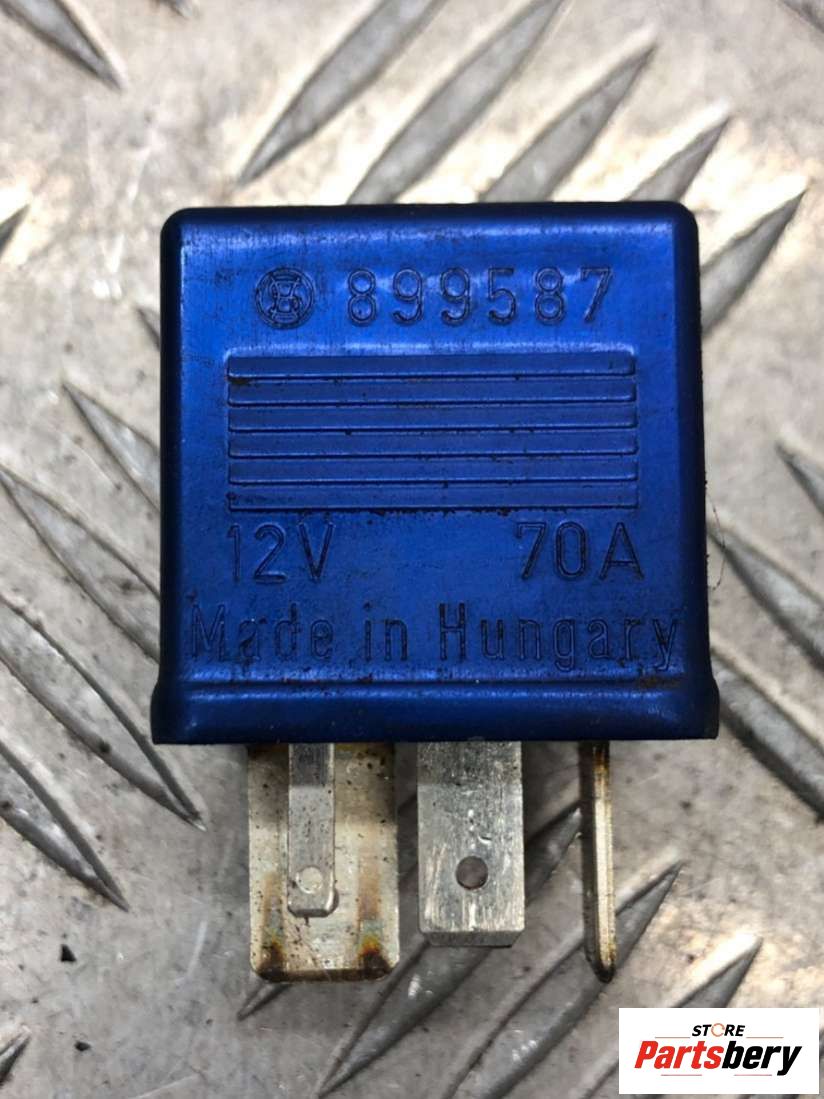 899587
12V 70A
Made in Hungary
STORE
Partsbery